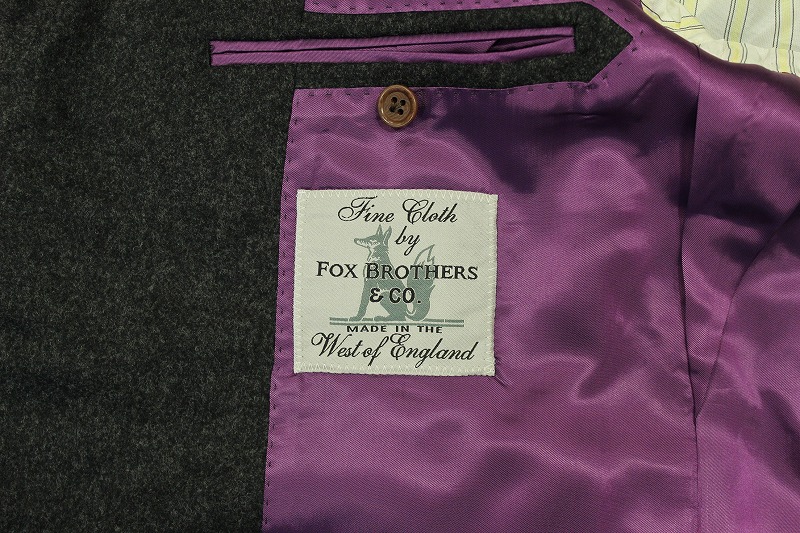 Fine Cloth
by
FOX BROTHERS
& CO.
MADE IN THE
West of England